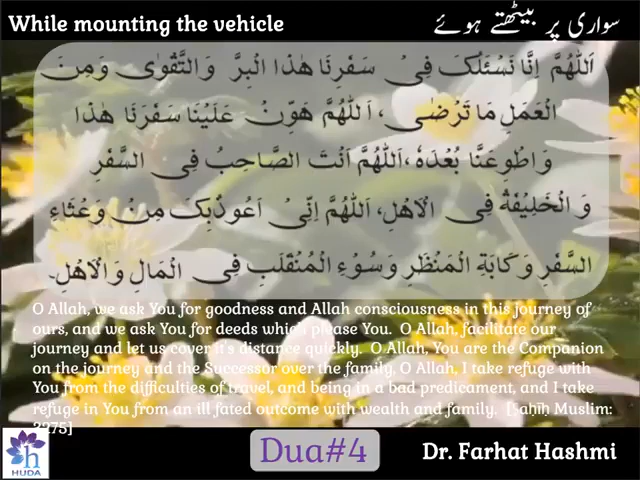 While mounting the vehicle
سواری پر بیٹھتے ہوئے
اَللّٰهُمَّ اِنَّا نَسْئَلُکَ فِیْ سَفَرِنَا هٰذَا الْبِرَّ وَالتَّقْوٰی وَمِنَ
الْعَمَلِ مَا تَرْضٰی، اَللّٰهُمَّ هَوِّنْ عَلَیْنَا سَفَرَنَا هٰذَا
وَاطْوِعَنَّا بُعْدَهٗ ،اَللّٰهُمَّ اَنْتَ الصَّاحِبُ فِی السَّفَرِ
وَ الْخَلِیْفَةُ فِی الْاَهْلِ، اَللّٰهُمَّ اِنِّیْ اَعُوْذُبِکَ مِنْ وَعْثَاءِ
السَّفَرِ وَکَابَةِ الْمَنْظَرِ وَسُوْءِ الْمُنْقَلَبِ فِی الْمَالِ وَالْاَهْلِ۔
O Allah, we ask You for goodness and Allah consciousness in this journey of
ours, and we ask You for deeds which please You. O Allah, facilitate our
journey and let us cover it's distance quickly. O Allah, You are the Companion
on the journey and the Successor over the family, O Allah, I take refuge with
You from the difficulties of travel, and being in a bad predicament, and I take
refuge in You from an ill fated outcome with wealth and family. [Ṣaḥīḥ Muslim:
3275]
h
HUDA
Dua#4
Dr. Farhat Hashmi